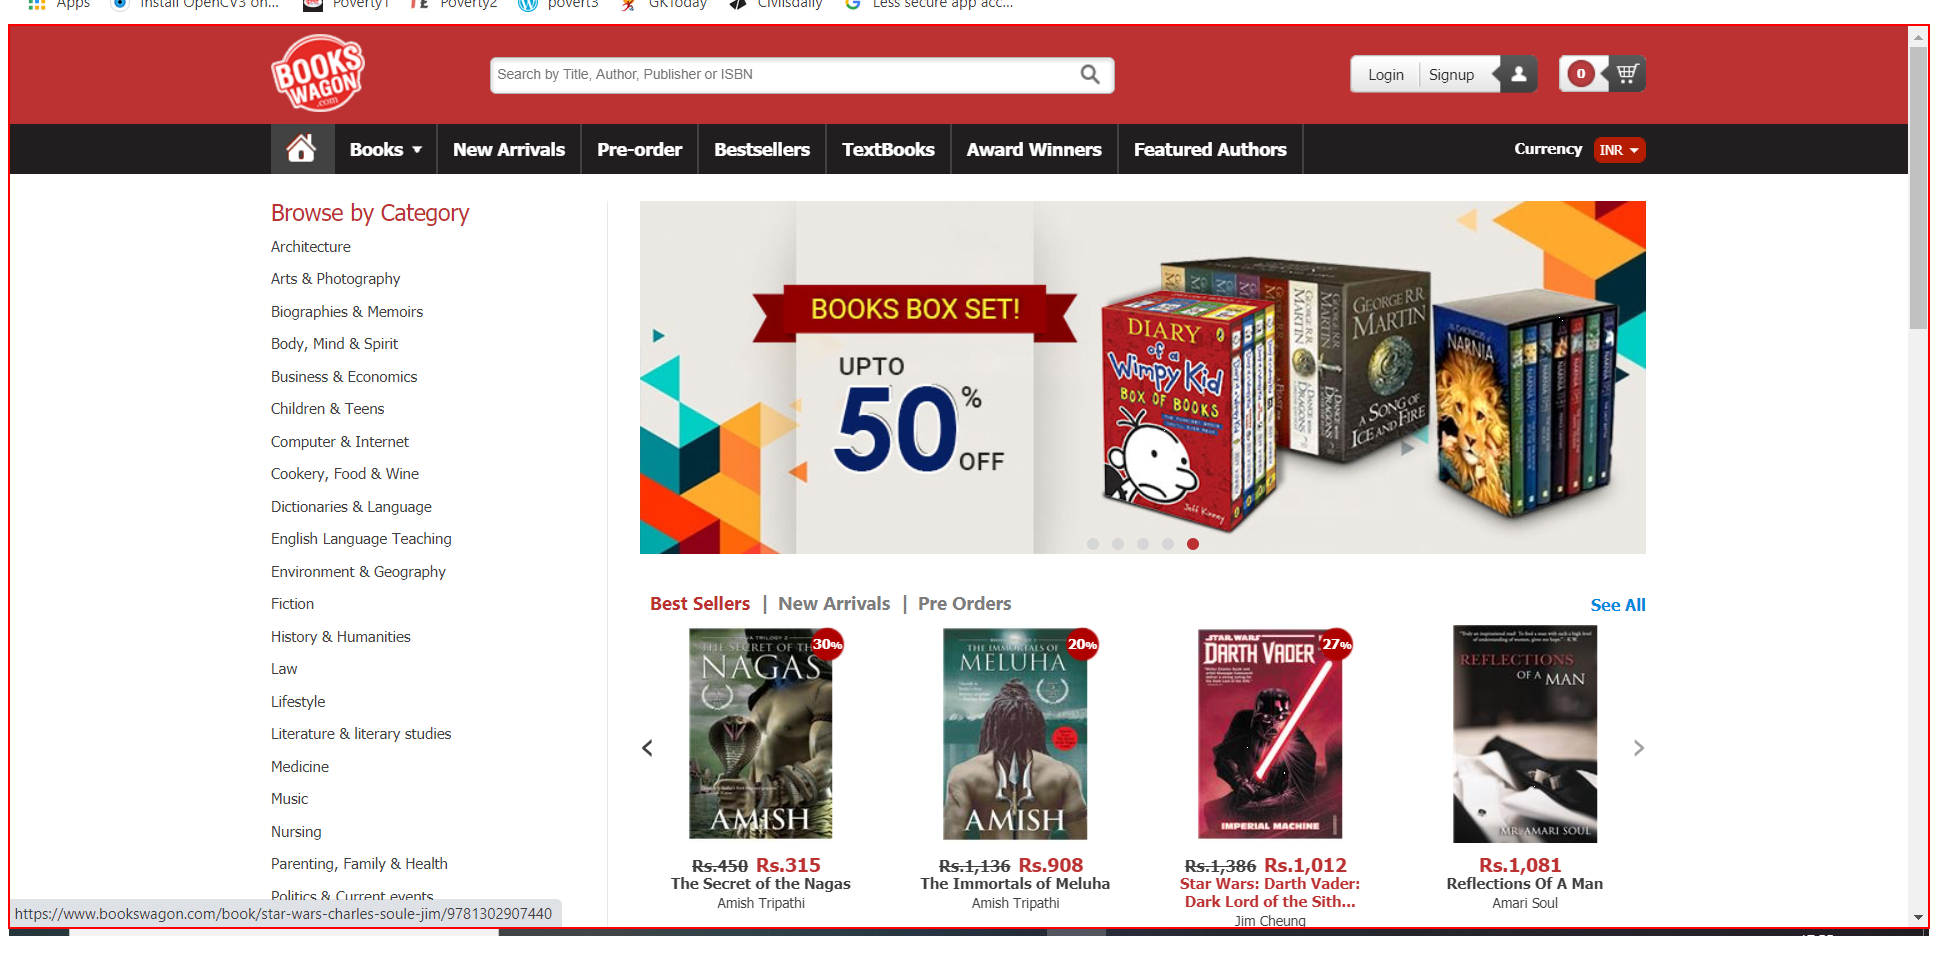 Apps Install OpenCV3 on... Poverty1 Poverty2 povert3 GKToday Civilsdaily Less secure app acc...
BOOKS
WAGON
.com
Search by Title, Author, Publisher or ISBN
Login Signup
0
Books New Arrivals Pre-order Bestsellers TextBooks Award Winners Featured Authors
Currency INR
Browse by Category
Architecture
Arts & Photography
Biographies & Memoirs
Body, Mind & Spirit
Business & Economics
Children & Teens
Computer & Internet
Cookery, Food & Wine
Dictionaries & Language
English Language Teaching
Environment & Geography
Fiction
History & Humanities
Law
Lifestyle
Literature & literary studies
Medicine
Music
Nursing
Parenting, Family & Health
Politics & Current events
https://www.bookswagon.com/book/star-wars-charles-soule-jim/9781302907440
BOOKS BOX SET!
UPTO
50% OFF
DIARY
of a
Wimpy Kid
BOX OF BOOKS
Jeff Kinney
GEORGE R.R.
MARTIN
A SONG OF
ICE AND FIRE
NARNIA
Best Sellers | New Arrivals | Pre Orders
See All
THE SECRET OF THE
NAGAS
AMISH
30%
Rs.450 Rs.315
The Secret of the Nagas
Amish Tripathi
THE IMMORTALS OF
MELUHA
AMISH
20%
Rs.1,136 Rs.908
The Immortals of Meluha
Amish Tripathi
STAR WARS
DARTH VADER
IMPERIAL MACHINE
27%
Rs.1,386 Rs.1,012
Star Wars: Darth Vader:
Dark Lord of the Sith...
Jim Cheung
REFLECTIONS
OF A MAN
MR. AMARI SOUL
Rs.1,081
Reflections Of A Man
Amari Soul